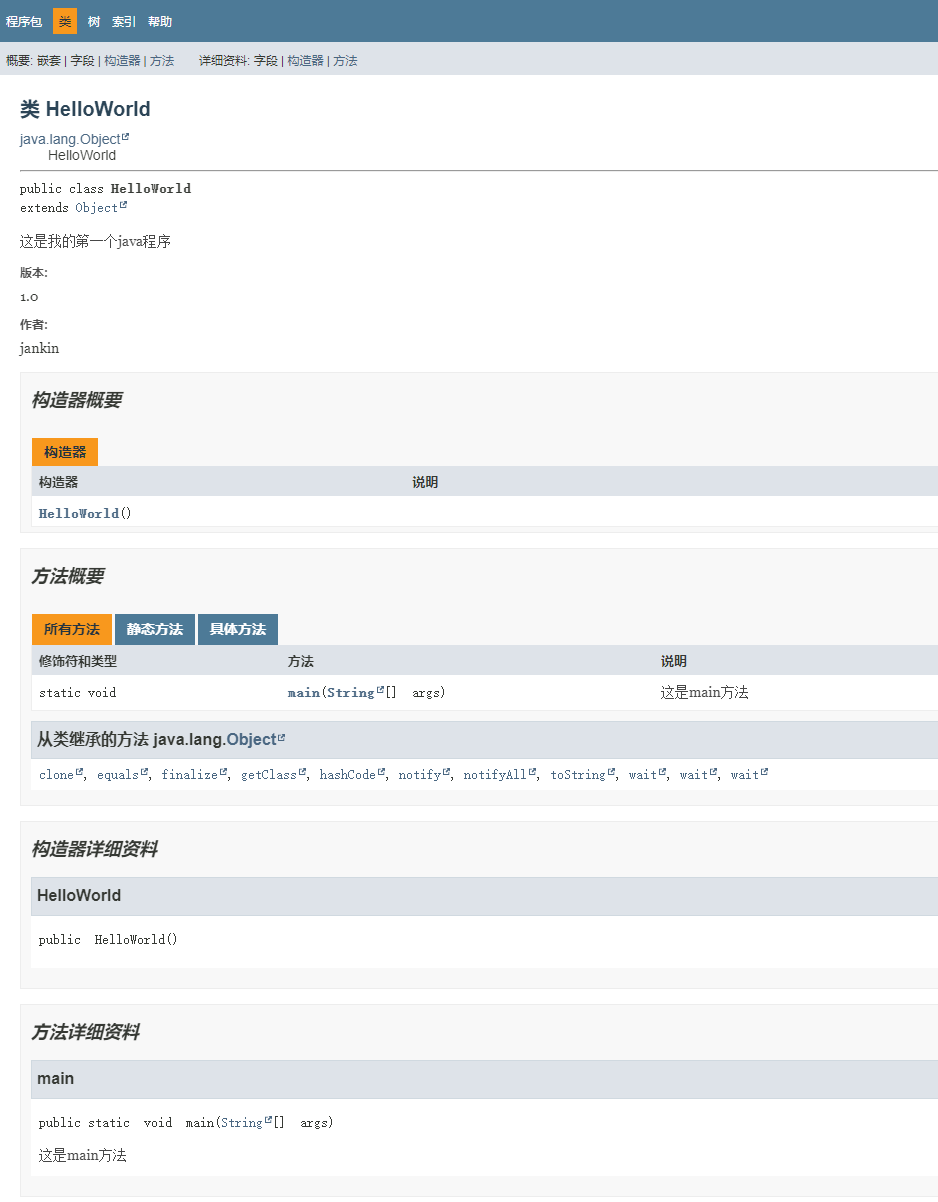 程序包 类 树 索引 帮助
概要: 嵌套 | 字段 | 构造器 | 方法 详细资料: 字段 | 构造器 | 方法
类 HelloWorld
java.lang.Object
HelloWorld
public class HelloWorld
extends Object
这是我的第一个java程序
版本:
1.0
作者:
jankin
构造器概要
构造器
构造器 说明
HelloWorld()
方法概要
所有方法 静态方法 具体方法
修饰符和类型 方法 说明
static void main(String[] args) 这是main方法
从类继承的方法 java.lang.Object
clone, equals, finalize, getClass, hashCode, notify, notifyAll, toString, wait, wait, wait
构造器详细资料
HelloWorld
public HelloWorld()
方法详细资料
main
public static void main(String[] args)
这是main方法